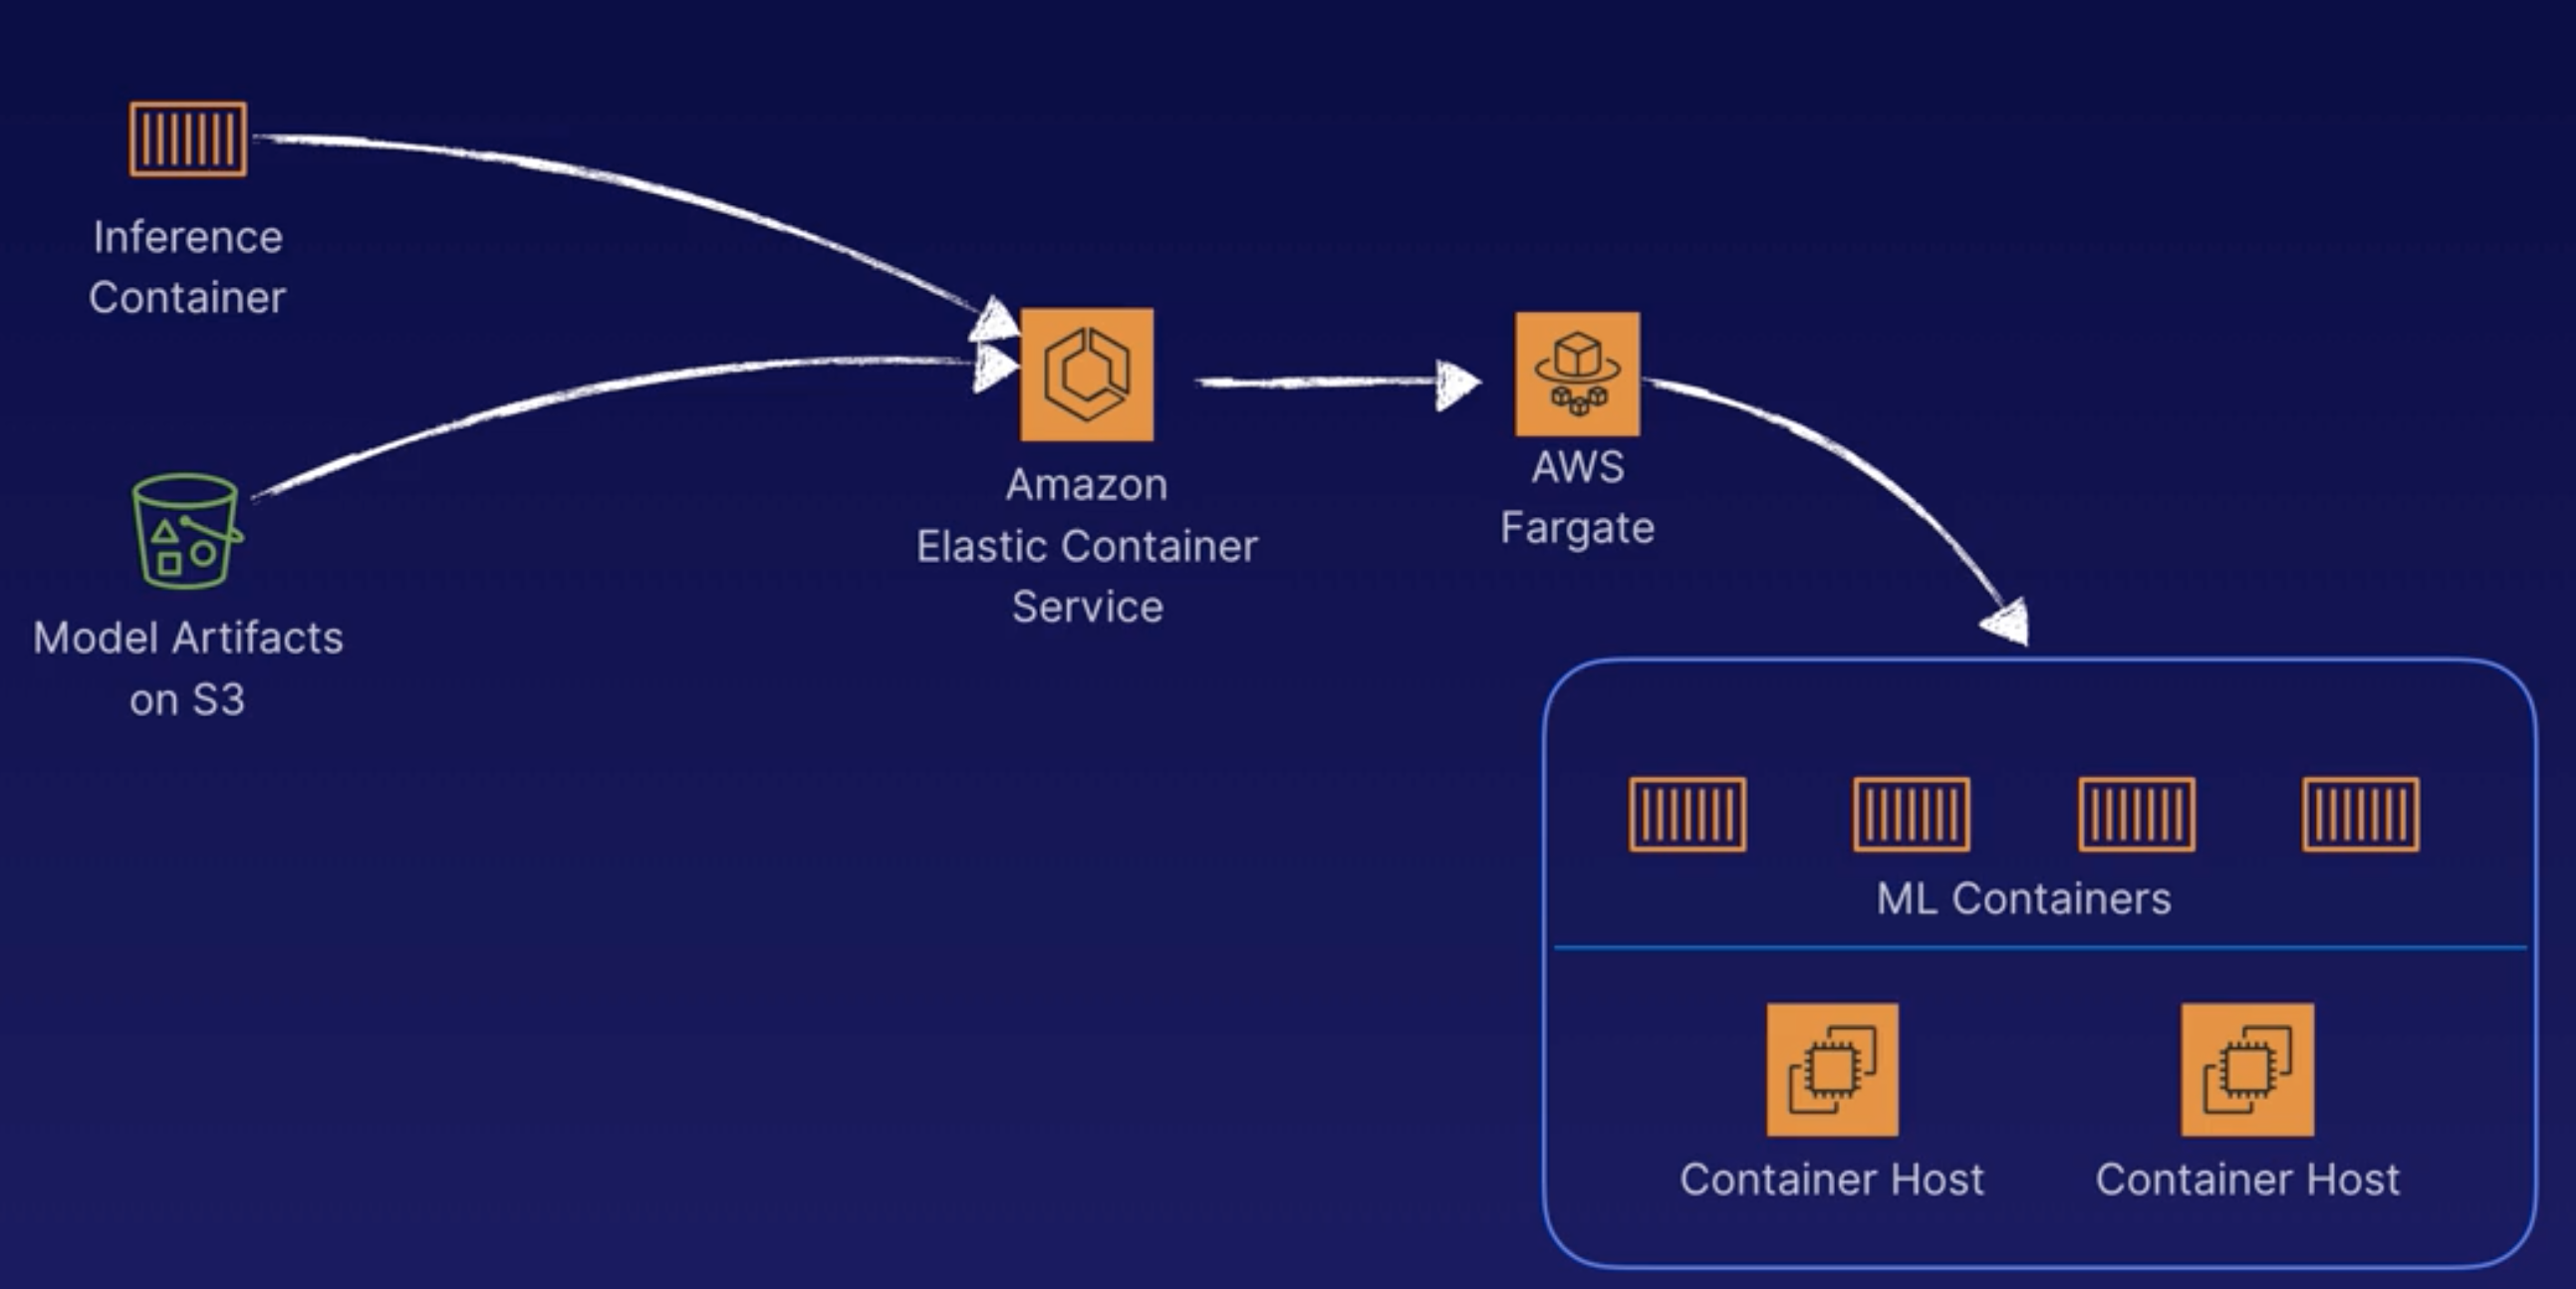 Inference
Container
Model Artifacts
on S3
Amazon
Elastic Container
Service
AWS
Fargate
ML Containers
Container Host
Container Host